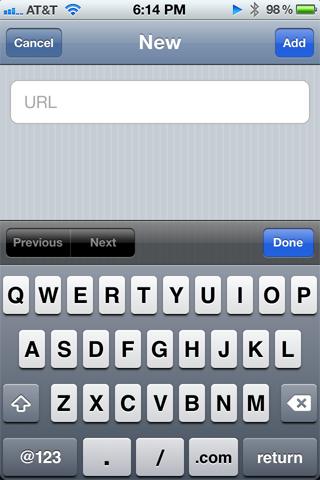 AT&T 6:14 PM 98%
Cancel New Add
URL
Previous Next Done
Q W E R T Y U I O P
A S D F G H J K L
Z X C V B N M
@123 . / .com return